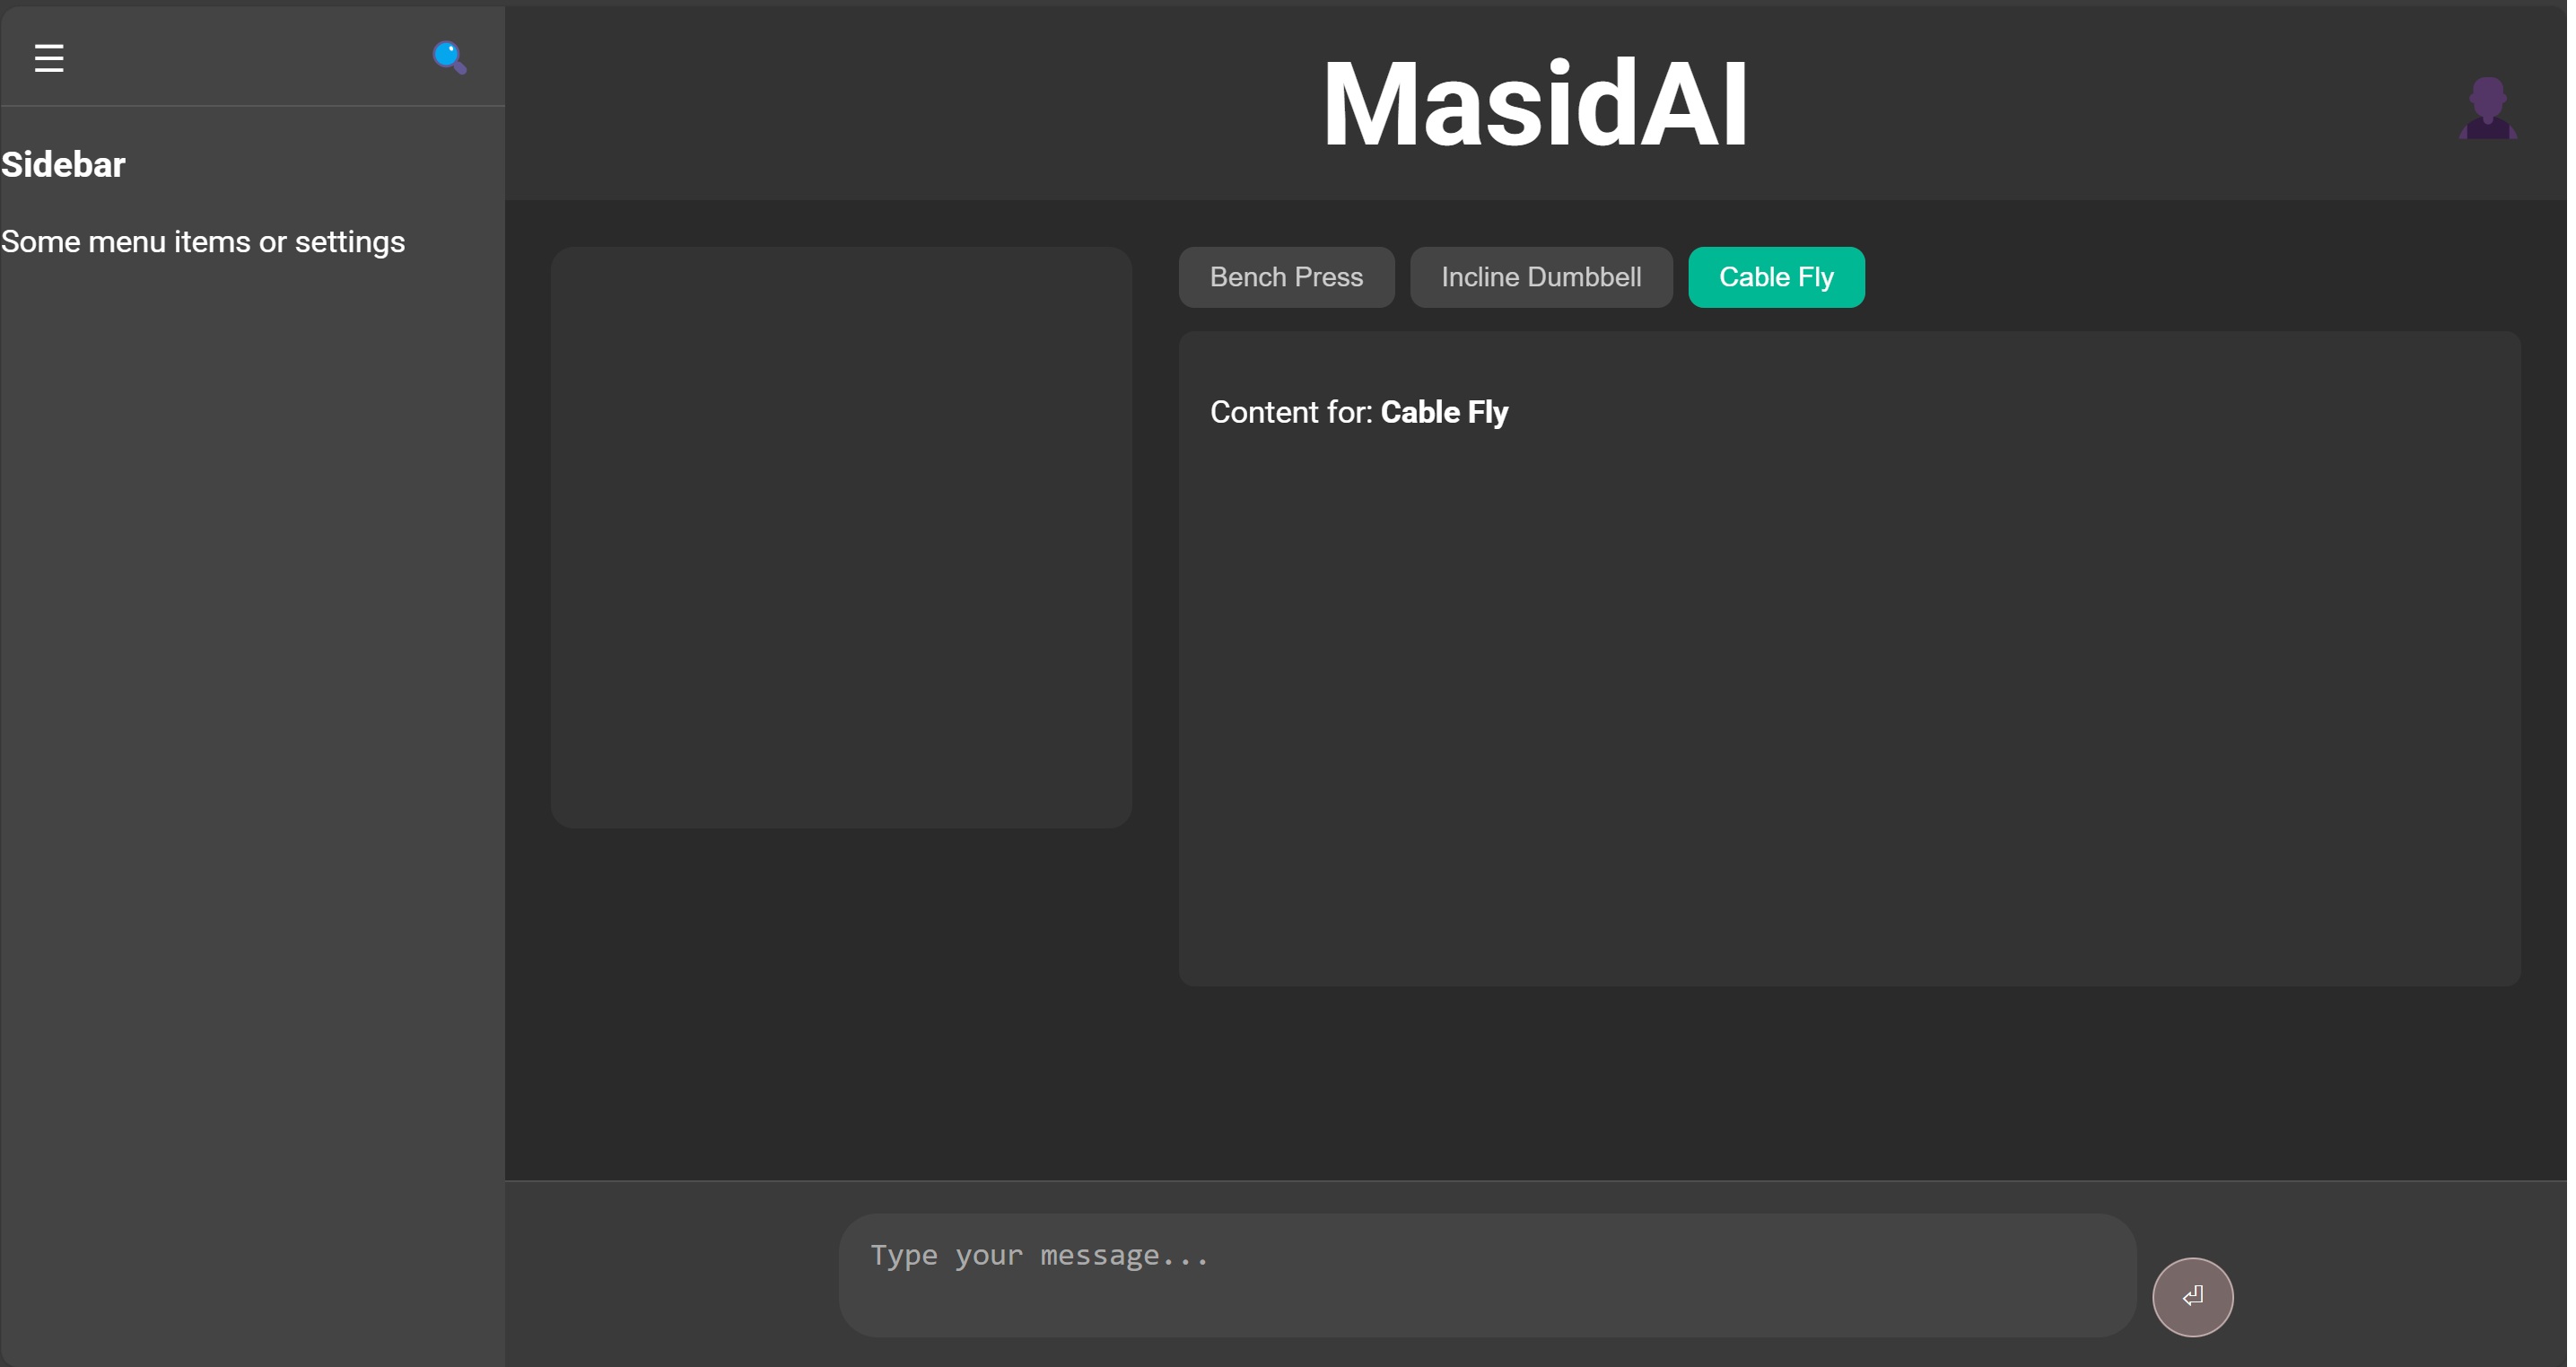 MasidAI
Sidebar
Some menu items or settings
Bench Press
Incline Dumbbell
Cable Fly
Content for: Cable Fly
Type your message...